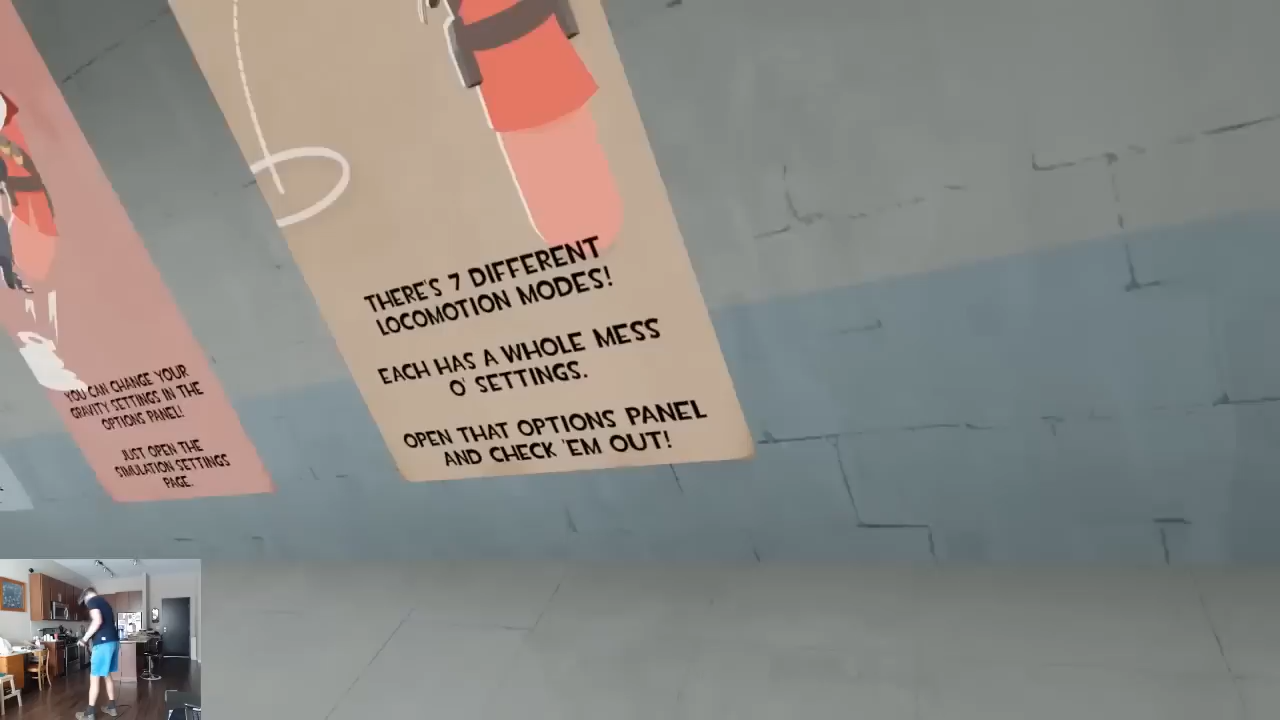 YOU CAN CHANGE YOUR
GRAVITY SETTINGS IN THE
OPTIONS PANEL!
JUST OPEN THE
SIMULATION SETTINGS
PAGE.
THERE'S 7 DIFFERENT
LOCOMOTION MODES!
EACH HAS A WHOLE MESS
O' SETTINGS.
OPEN THAT OPTIONS PANEL
AND CHECK 'EM OUT!